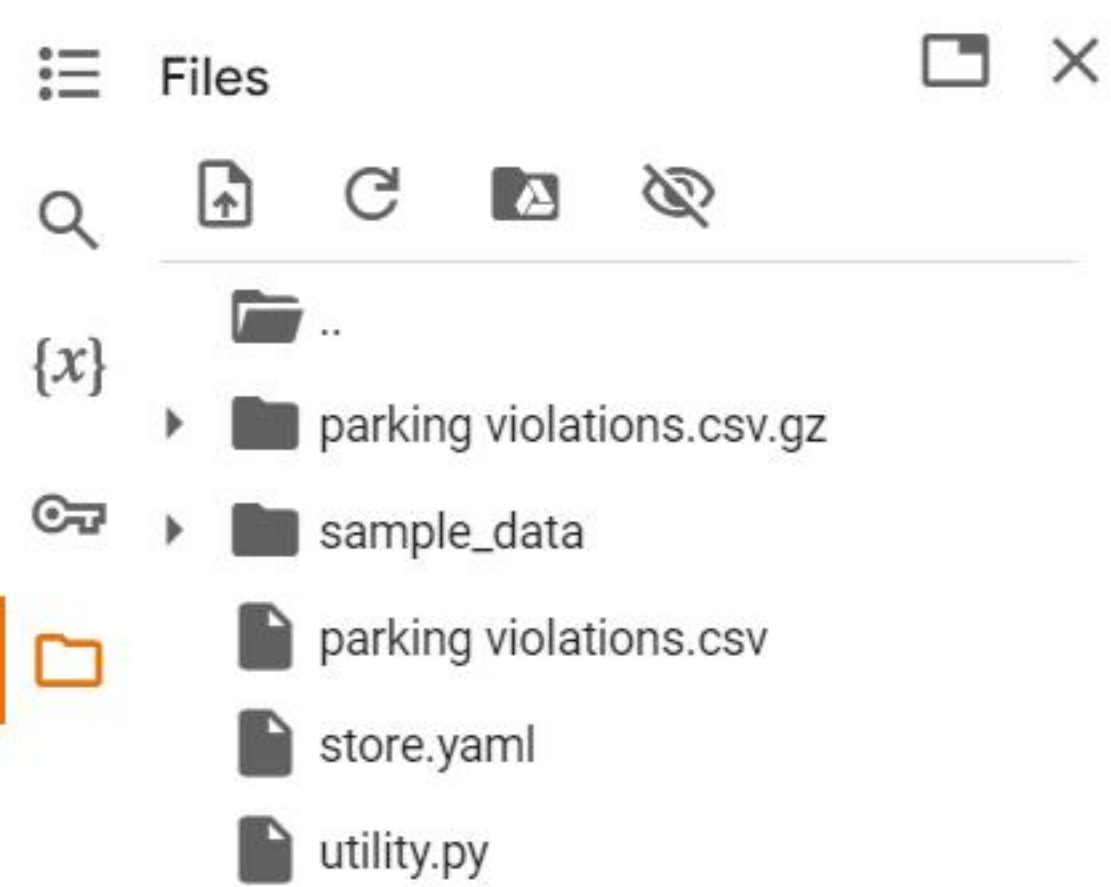 Files
..
parking violations.csv.gz
{x}
sample_data
parking violations.csv
store.yaml
utility.py